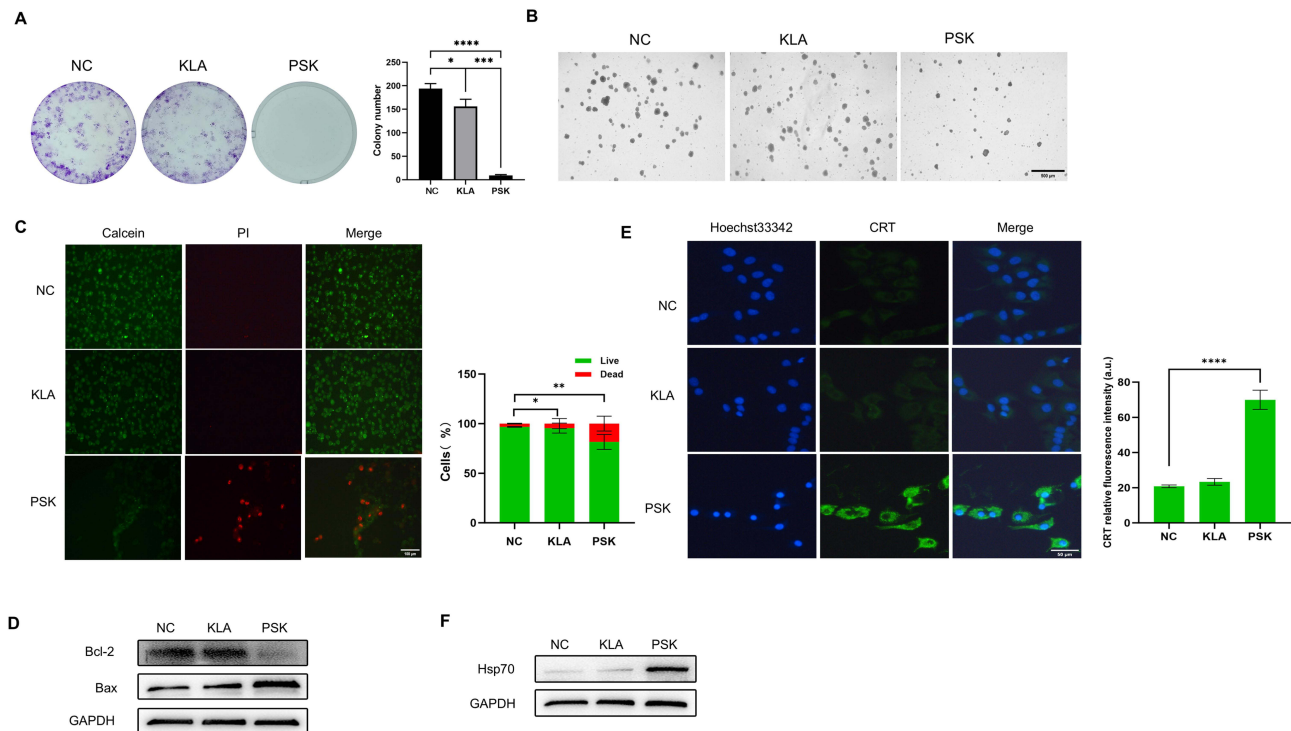 A
NC KLA PSK
**** 
* ***
Colony number
250
200
150
100
50
0
NC KLA PSK
B
NC KLA PSK
500 μm
C
Calcein PI Merge
NC
KLA
PSK
100 μm
Live
Dead
**
*
Cells( %)
150
100
50
0
NC KLA PSK
E
Hoechst33342 CRT Merge
NC
KLA
PSK
50 μm
****
CRT relative fluorescence intensity (a.u.)
80
60
40
20
0
NC KLA PSK
D
NC KLA PSK
Bcl-2
Bax
GAPDH
F
NC KLA PSK
Hsp70
GAPDH